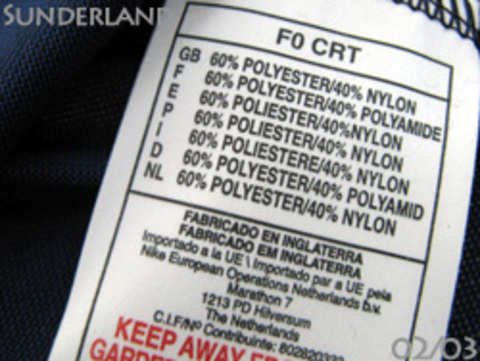 SUNDERLAND
F0 CRT
GB 60% POLYESTER/40% NYLON
F 60% POLYESTER/40% POLYAMIDE
E 60% POLIESTER/40%NYLON
P 60% POLIESTER/40% NYLON
I 60% POLIESTERE/40% NYLON
D 60% POLYESTER/40% POLYAMID
NL 60% POLYESTER/40% NYLON
FABRICADO EN INGLATERRA
FABRICADO EM INGLATERRA
Importado a la UE \ Importado par a UE pela
Nike European Operations Netherlands b.v.
Marathon 7
1213 PD Hilversum
The Netherlands
C.I.F/Nº Contribuinte:
KEEP AWAY
02/03